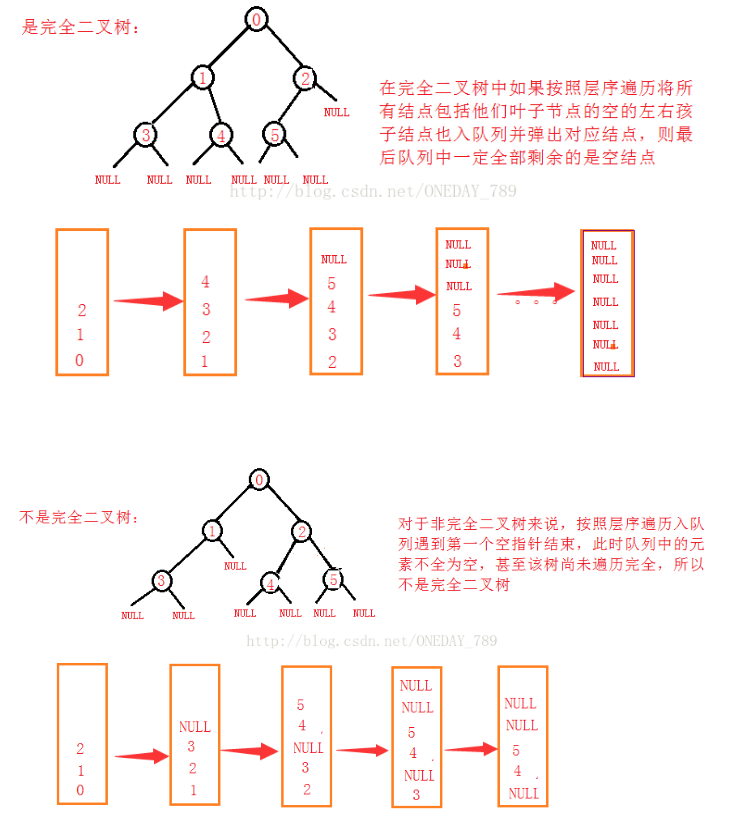 是完全二叉树：
0
1
2
NULL
在完全二叉树中如果按照层序遍历将所
有结点包括他们叶子节点的空的左右孩
子结点也入队列并弹出对应结点，则最
后队列中一定全部剩余的是空结点
3
4
5
NULL NULL NULL NULL NULL NULL
http://blog.csdn.net/ONEDAY_789
2
1
0
4
3
2
1
NULL
5
4
3
2
NULL
NULL
NULL
5
4
3
。。。
NULL
NULL
NULL
NULL
NULL
NULL
NULL
不是完全二叉树：
0
1
2
NULL
3
4
5
NULL NULL NULL NULL NULL NULL
对于非完全二叉树来说，按照层序遍历入队
列遇到第一个空指针结束，此时队列中的元
素不全为空，甚至该树尚未遍历完全，所以
不是完全二叉树
http://blog.csdn.net/ONEDAY_789
2
1
0
NULL
3
2
1
5
4
NULL
3
2
NULL
NULL
5
4
NULL
3
NULL
NULL
5
4
NULL